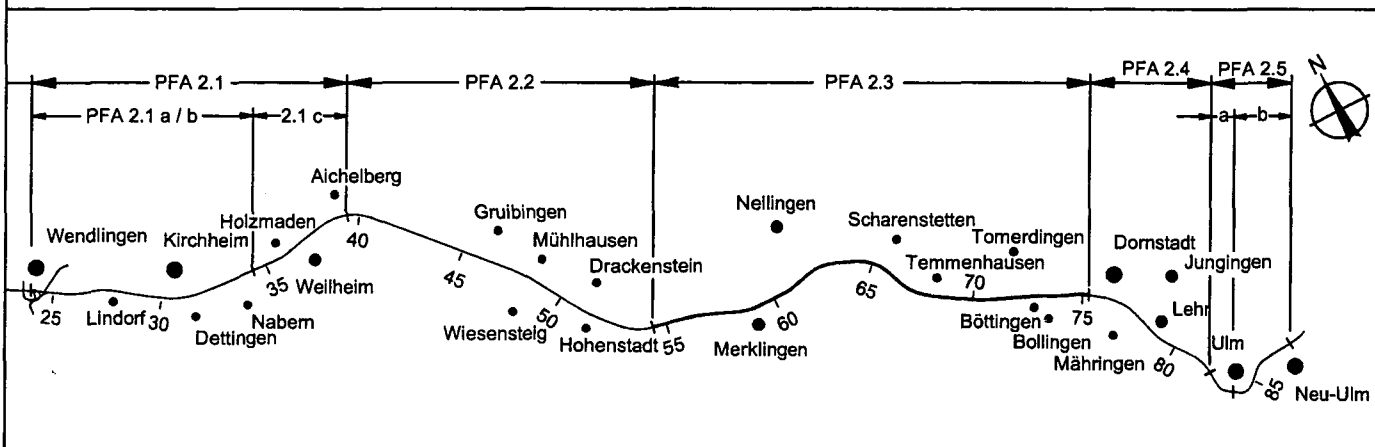 PFA 2.1
PFA 2.2
PFA 2.3
PFA 2.4
PFA 2.5
N
PFA 2.1 a / b
2.1 c
a
b
Aichelberg
Wendlingen
Kirchheim
Holzmaden
40
Gruibingen
Mühlhausen
Drackenstein
Nellingen
Scharenstetten
Tomerdingen
Dornstadt
Jungingen
Temmenhausen
70
45
35
Weilheim
65
25
Lindorf
30
Nabern
Dettingen
50
Wiesensteig
Hohenstadt
55
60
Merklingen
75
Böttingen
Bollingen
Mähringen
Lehr
80
Ulm
85
Neu-Ulm